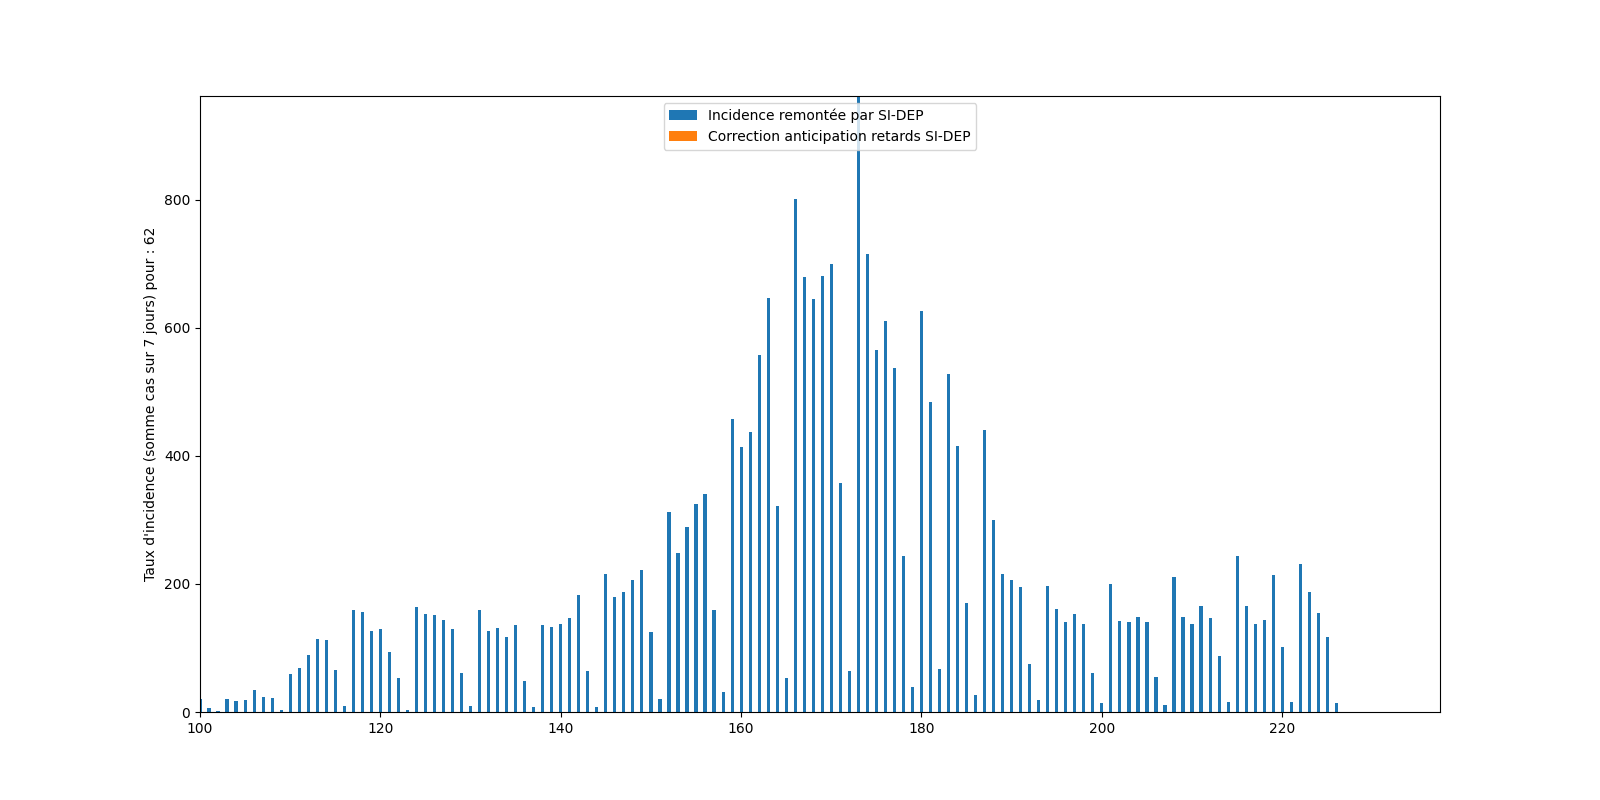 Incidence remontée par SI-DEP
Correction anticipation retards SI-DEP
Taux d'incidence (somme cas sur 7 jours) pour : 62
800
600
400
200
0
100 120 140 160 180 200 220